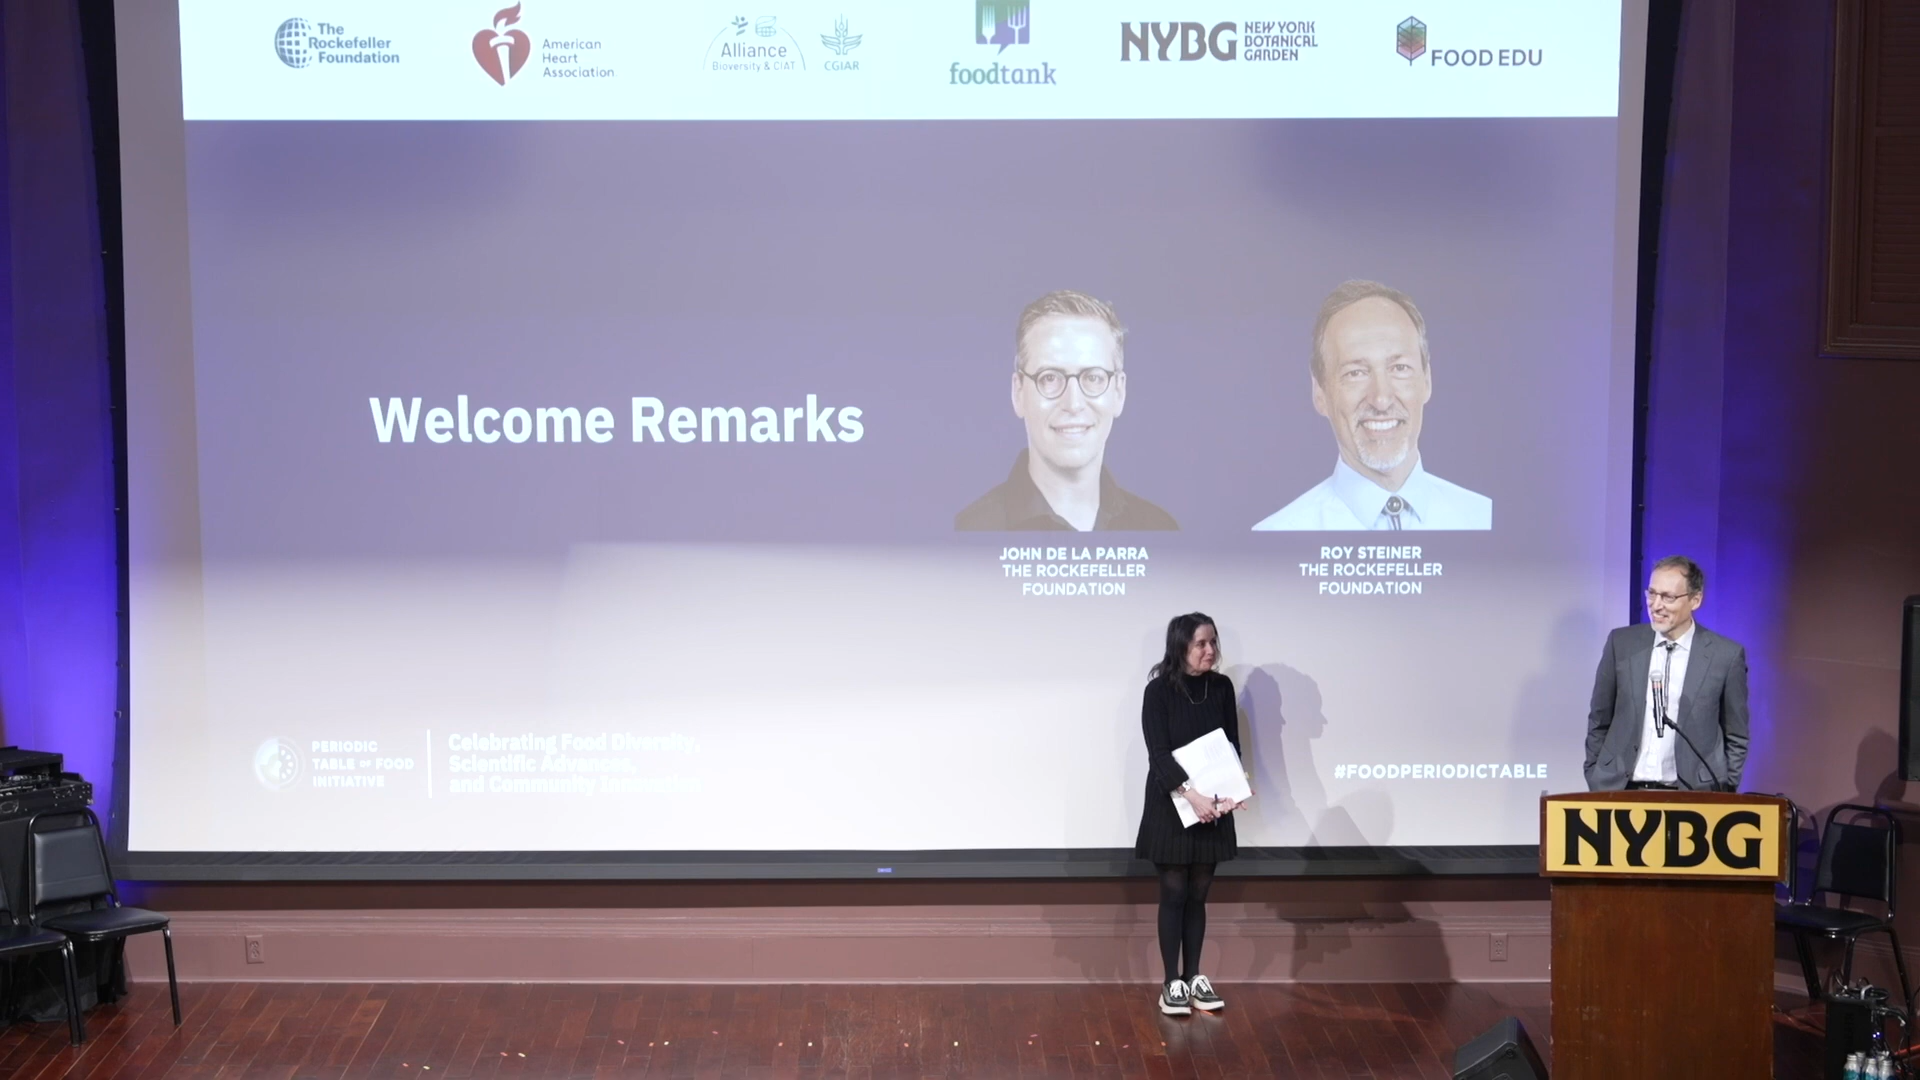 The
Rockefeller
Foundation
American
Heart
Association.
Alliance
Bioversity & CIAT
CGIAR
foodtank
NYBG
NEW YORK
BOTANICAL
GARDEN
FOOD EDU
Welcome Remarks
JOHN DE LA PARRA
THE ROCKEFELLER
FOUNDATION
ROY STEINER
THE ROCKEFELLER
FOUNDATION
PERIODIC
TABLE OF FOOD
INITIATIVE
Celebrating Food Diversity,
Scientific Advances,
and Community Innovation
#FOODPERIODICTABLE
NYBG